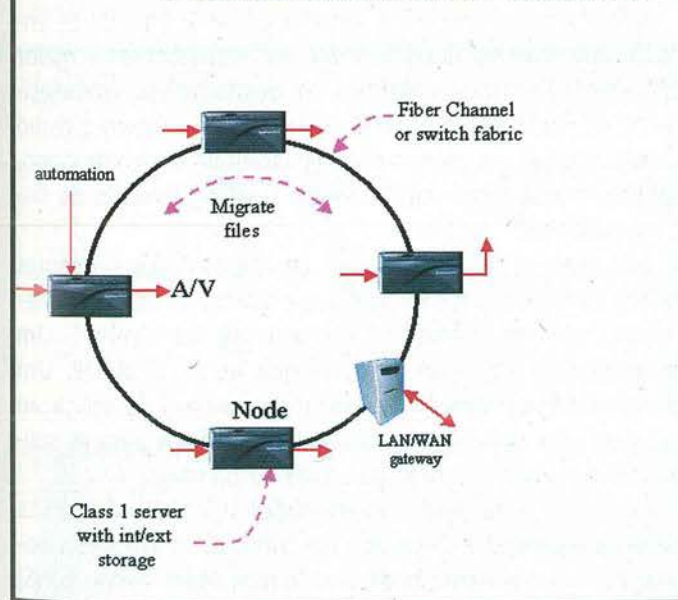 Fiber Channel
or switch fabric
automation
Migrate
files
A/V
Node
LAN/WAN
gateway
Class 1 server
with int/ext
storage